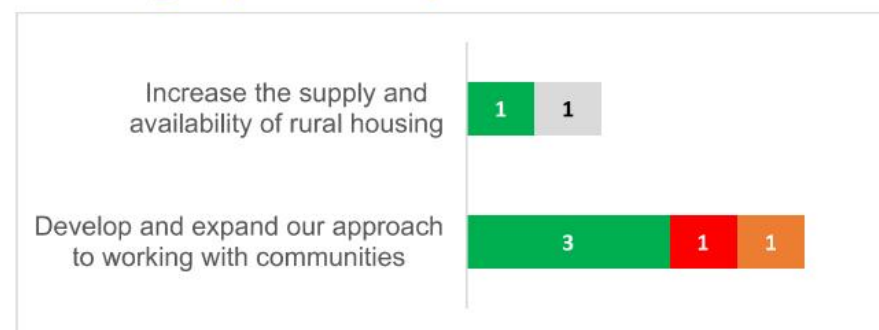 Increase the supply and
availability of rural housing
1 1
Develop and expand our approach
to working with communities
3 1 1